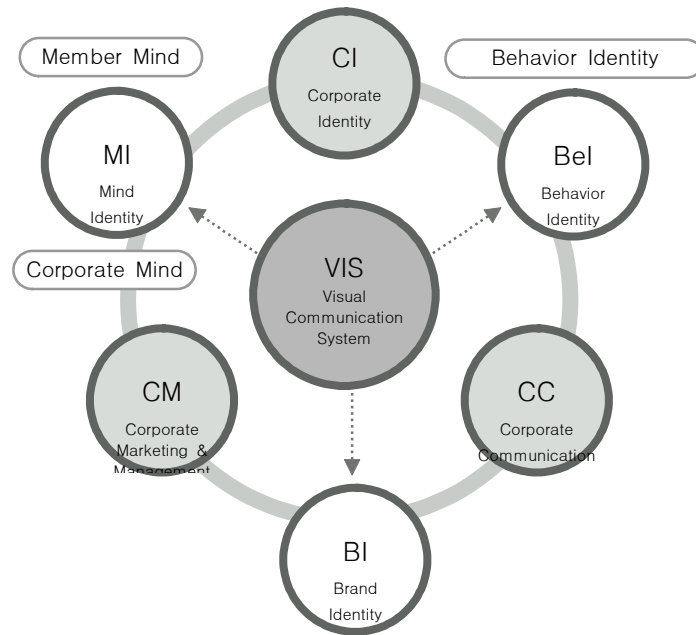 CI
Corporate
Identity
Member Mind
Behavior Identity
MI
Mind
Identity
BeI
Behavior
Identity
Corporate Mind
VIS
Visual
Communication
System
CM
Corporate
Marketing &
Management
CC
Corporate
Communication
BI
Brand
Identity